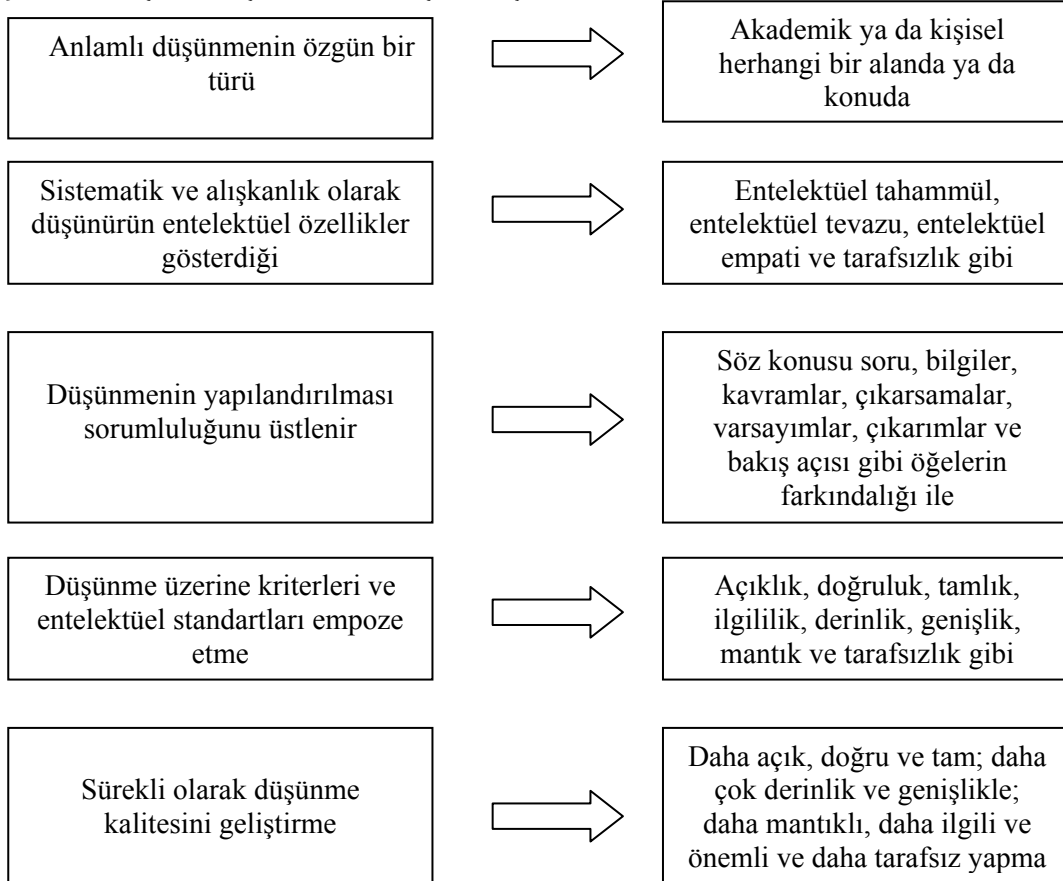 Anlamlı düşünmenin özgün bir
türü
Akademik ya da kişisel
herhangi bir alanda ya da
konuda
Sistematik ve alışkanlık olarak
düşünürün entelektüel özellikler
gösterdiği
Entelektüel tahammül,
entelektüel tevazu, entelektüel
empati ve tarafsızlık gibi
Düşünmenin yapılandırılması
sorumluluğunu üstlenir
Söz konusu soru, bilgiler,
kavramlar, çıkarsamalar,
varsayımlar, çıkarımlar ve
bakış açısı gibi öğelerin
farkındalığı ile
Düşünme üzerine kriterleri ve
entelektüel standartları empoze
etme
Açıklık, doğruluk, tamlık,
ilgililik, derinlik, genişlik,
mantık ve tarafsızlık gibi
Sürekli olarak düşünme
kalitesini geliştirme
Daha açık, doğru ve tam; daha
çok derinlik ve genişlikle;
daha mantıklı, daha ilgili ve
önemli ve daha tarafsız yapma